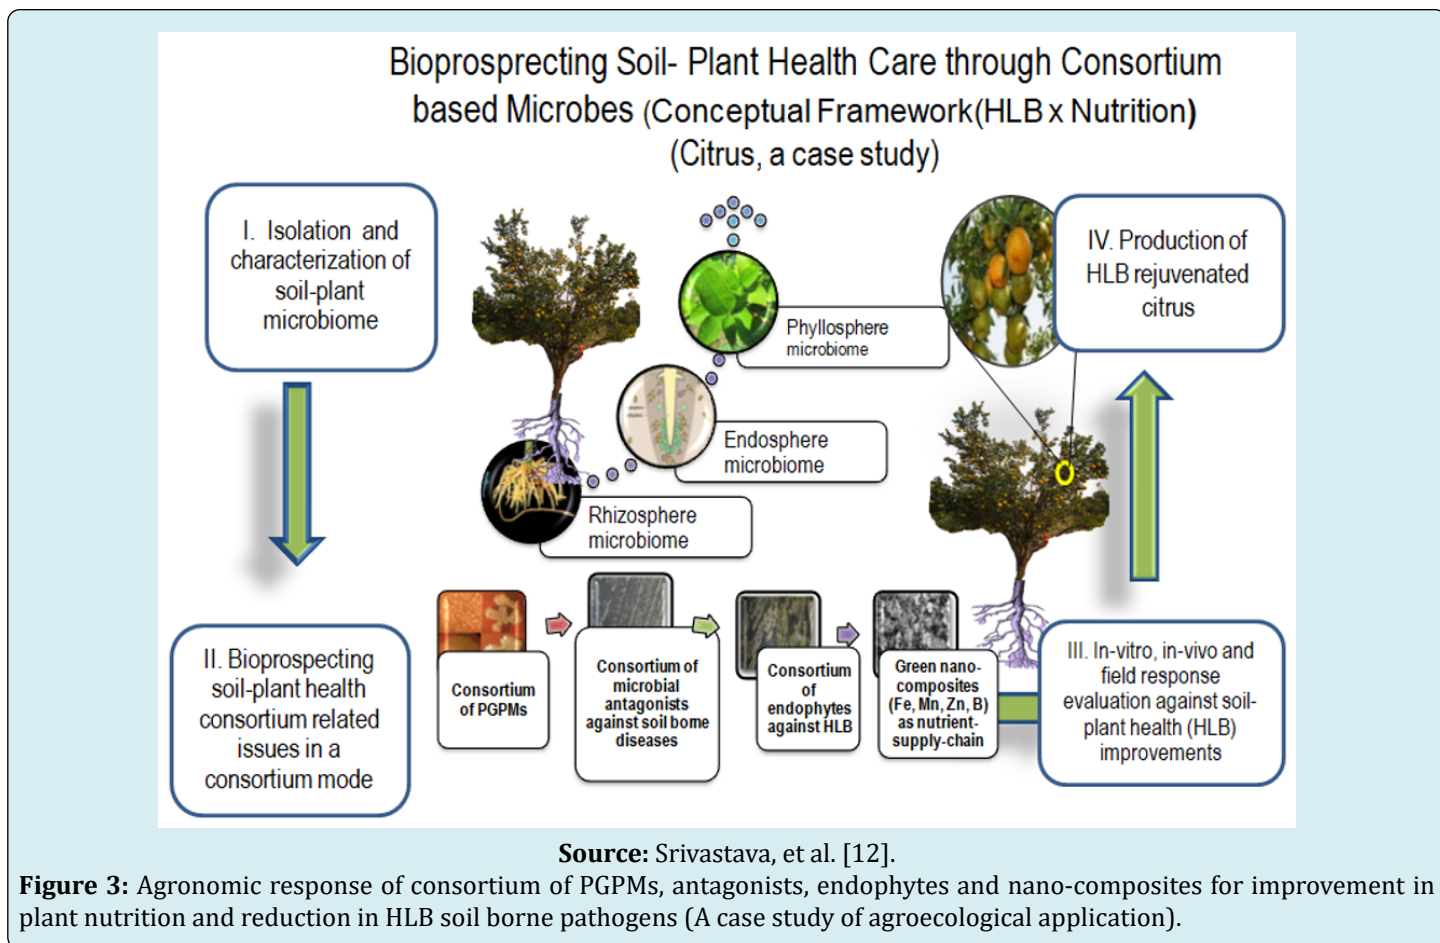 Bioprosprecting Soil- Plant Health Care through Consortium
based Microbes (Conceptual Framework(HLB x Nutrition)
(Citrus, a case study)
I. Isolation and
characterization of
soil-plant
microbiome
IV. Production of
HLB rejuvenated
citrus
Phyllosphere
microbiome
Endosphere
microbiome
Rhizosphere
microbiome
II. Bioprospecting
soil-plant health
consortium related
issues in a
consortium mode
Consortium
of PGPMs
Consortium of
microbial
antagonists
against soil borne
diseases
Consortium
of
endophytes
against HLB
Green nano-
composites
(Fe, Mn, Zn, B)
as nutrient-
supply-chain
III. In-vitro, in-vivo and
field response
evaluation against soil-
plant health (HLB)
improvements
Source: Srivastava, et al. [12].
Figure 3: Agronomic response of consortium of PGPMs, antagonists, endophytes and nano-composites for improvement in
plant nutrition and reduction in HLB soil borne pathogens (A case study of agroecological application).